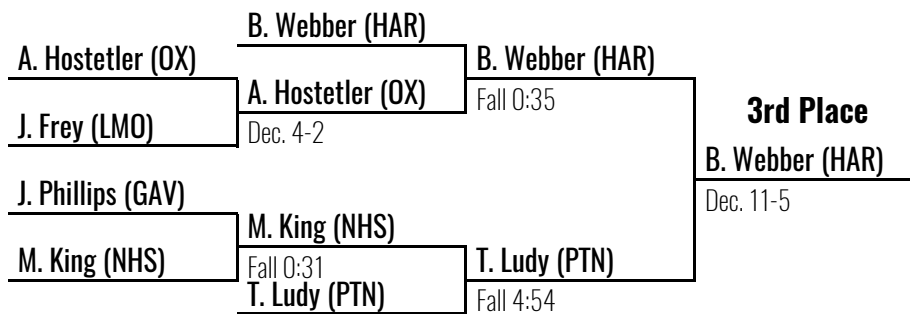 B. Webber (HAR)
A. Hostetler (OX)
B. Webber (HAR)
A. Hostetler (OX)
Fall 0:35
J. Frey (LMO)
Dec. 4-2
3rd Place
B. Webber (HAR)
Dec. 11-5
J. Phillips (GAV)
M. King (NHS)
M. King (NHS)
Fall 0:31
T. Ludy (PTN)
T. Ludy (PTN)
Fall 4:54